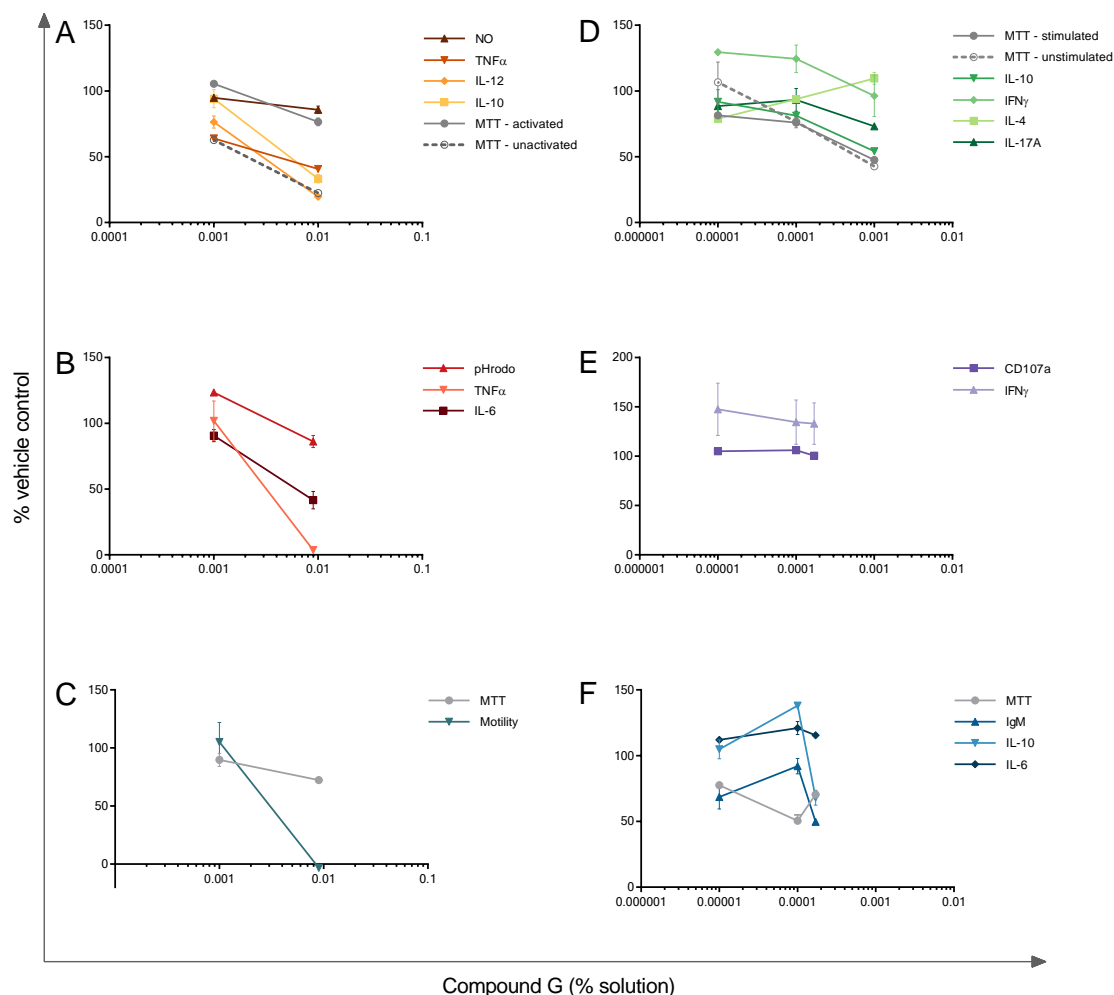 A
150
100
50
0
0.0001
0.001
0.01
0.1
NO
TNFα
IL-12
IL-10
MTT - activated
MTT - unactivated
D
150
100
50
0
0.000001
0.00001
0.0001
0.001
0.01
MTT - stimulated
MTT - unstimulated
IL-10
IFNγ
IL-4
IL-17A
B
150
100
50
0
0.0001
0.001
0.01
0.1
pHrodo
TNFα
IL-6
E
200
150
100
50
0
0.000001
0.00001
0.0001
0.001
0.01
CD107a
IFNγ
C
150
100
50
0
0.001
0.01
0.1
MTT
Motility
F
150
100
50
0
0.000001
0.00001
0.0001
0.001
0.01
MTT
IgM
IL-10
IL-6
% vehicle control
Compound G (% solution)